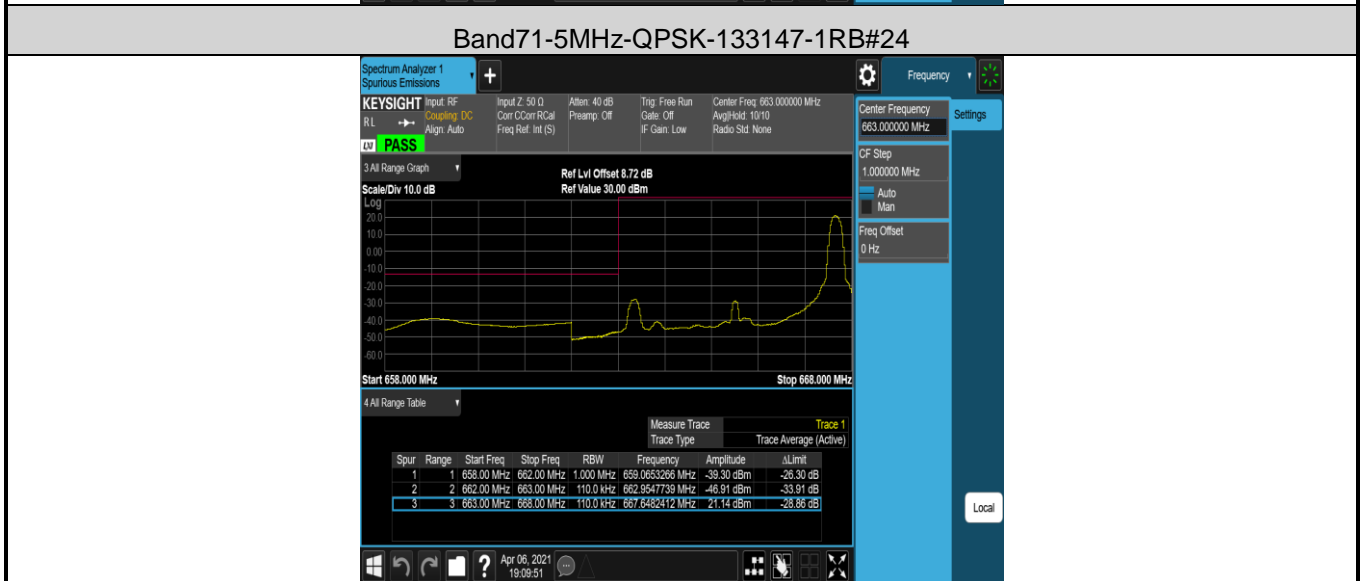 Band71-5MHz-QPSK-133147-1RB#24
Spectrum Analyzer 1
Spurious Emissions
+
Frequency
KEYSIGHT Input: RF Input Z: 50 Ω Atten: 40 dB Trig: Free Run Center Freq: 663.000000 MHz
RL Coupling: DC Corr CCorr RCal Preamp: Off Gate: Off Avg|Hold: 10/10
Align: Auto Freq Ref: Int (S) IF Gain: Low Radio Std: None
LXI PASS
Center Frequency
663.000000 MHz
Settings
CF Step
1.000000 MHz
Auto
Man
Freq Offset
0 Hz
3 All Range Graph
Ref Lvl Offset 8.72 dB
Scale/Div 10.0 dB Ref Value 30.00 dBm
Log
20.0
10.0
0.00
-10.0
-20.0
-30.0
-40.0
-50.0
-60.0
Start 658.000 MHz Stop 668.000 MHz
4 All Range Table
Measure Trace Trace 1
Trace Type Trace Average (Active)
Spur Range Start Freq Stop Freq RBW Frequency Amplitude ΔLimit
1 1 658.00 MHz 662.00 MHz 1.000 MHz 659.0653266 MHz -39.30 dBm -26.30 dB
2 2 662.00 MHz 663.00 MHz 110.0 kHz 662.9547739 MHz -46.91 dBm -33.91 dB
3 3 663.00 MHz 668.00 MHz 110.0 kHz 667.6482412 MHz 21.14 dBm -28.86 dB
Local
? Apr 06, 2021
19:09:51